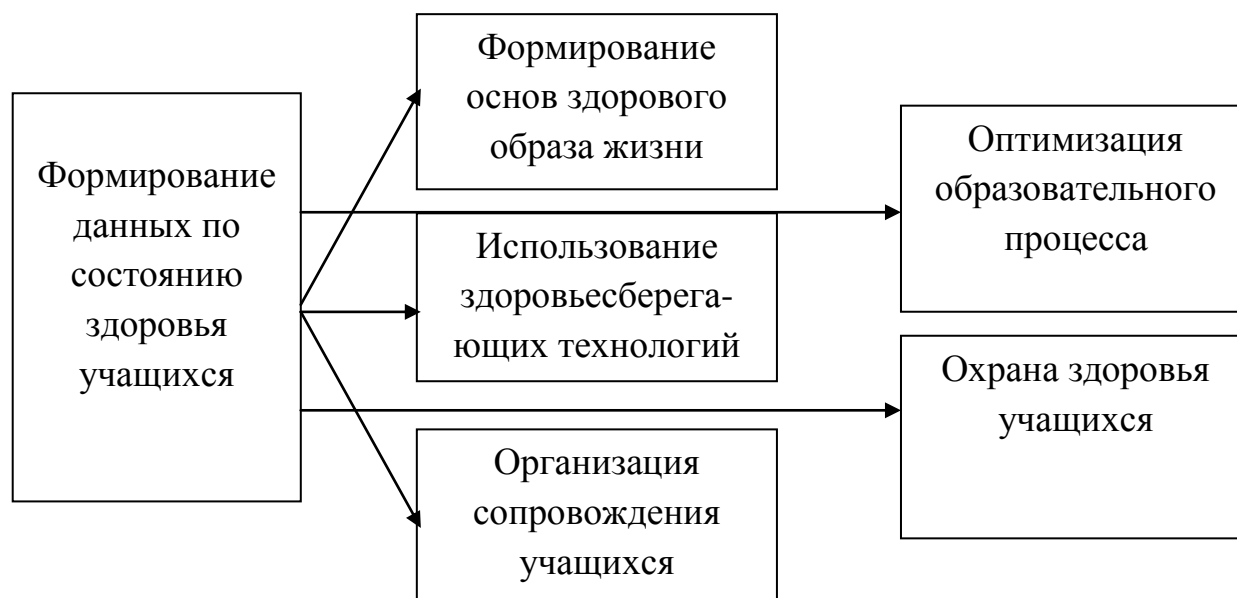 Формирование
данных по
состоянию
здоровья
учащихся
Формирование
основ здорового
образа жизни
Использование
здоровьесберега-
ющих технологий
Организация
сопровождения
учащихся
Оптимизация
образовательного
процесса
Охрана здоровья
учащихся